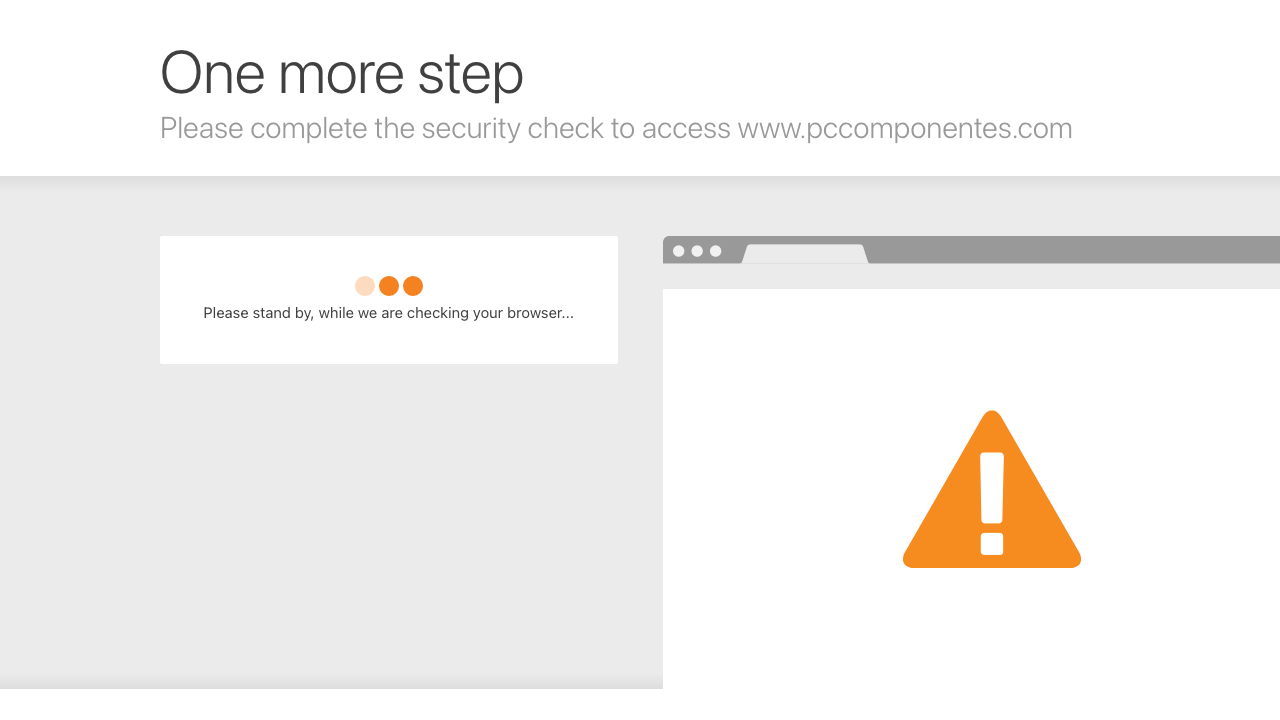 One more step
Please complete the security check to access www.pccomponentes.com
Please stand by, while we are checking your browser...